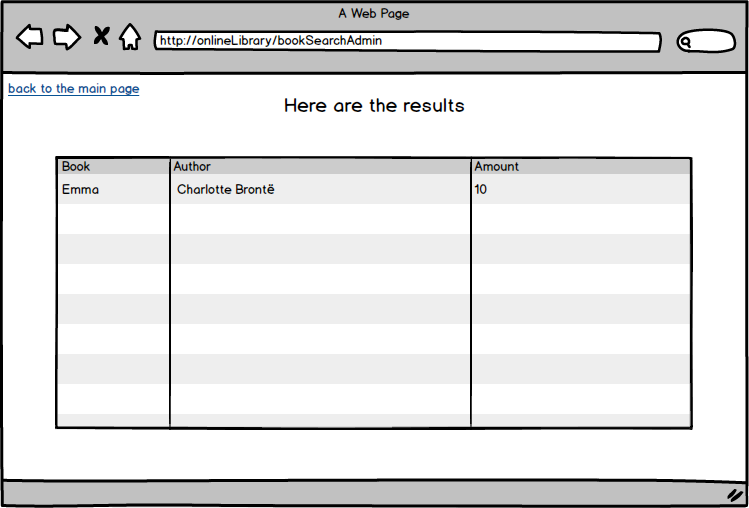 A Web Page
http://onlineLibrary/bookSearchAdmin
back to the main page
Here are the results
Book Author Amount
Emma Charlotte Brontë 10